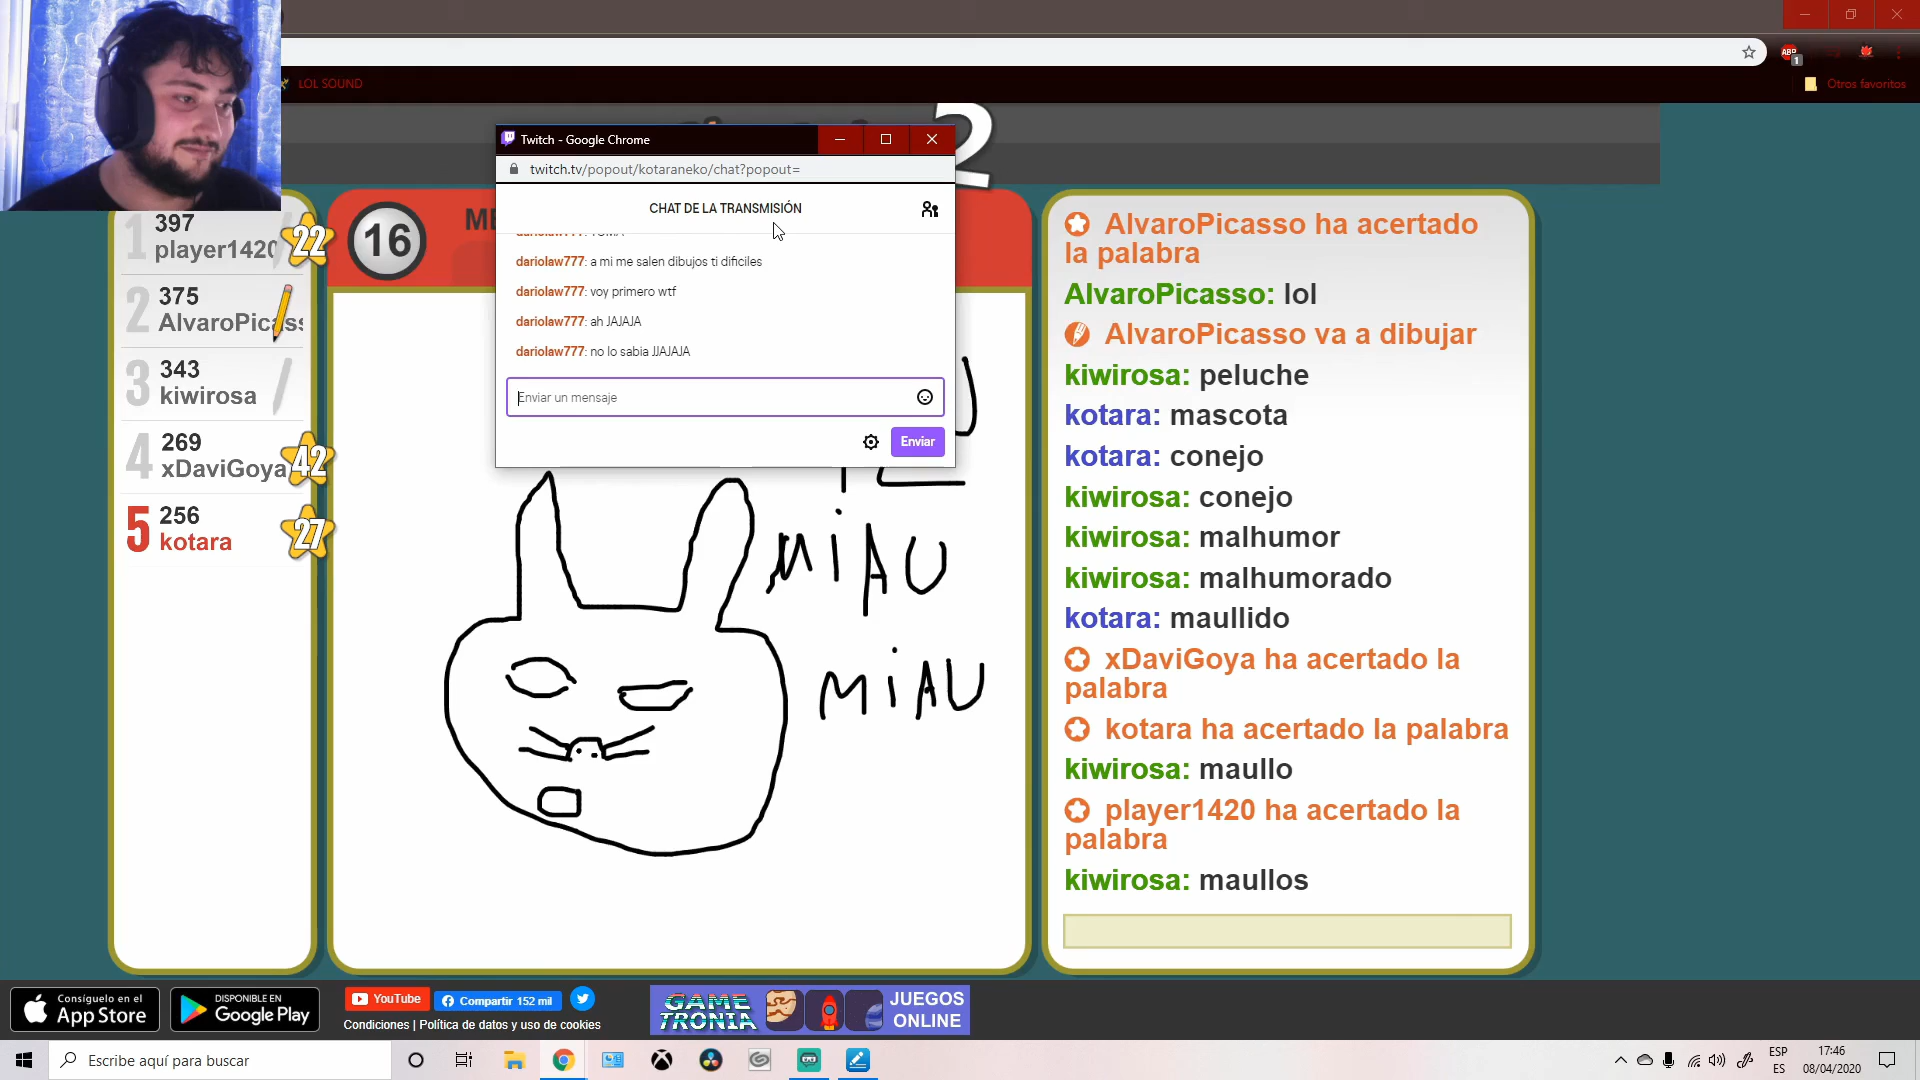 LOL SOUND
ABP
1
Otros favoritos
2
Twitch - Google Chrome
twitch.tv/popout/kotaraneko/chat?popout=
CHAT DE LA TRANSMISIÓN
dariolaw777: a mi me salen dibujos ti dificiles
dariolaw777: voy primero wtf
dariolaw777: ah JAJAJA
dariolaw777: no lo sabia JJAJAJA
Enviar un mensaje
Enviar
1 397
player1420
22
2 375
AlvaroPicass
3 343
kiwirosa
4 269
xDaviGoya
42
5 256
kotara
27
16
ME
MiAU
MiAU
AlvaroPicasso ha acertado
la palabra
AlvaroPicasso: lol
AlvaroPicasso va a dibujar
kiwirosa: peluche
kotara: mascota
kotara: conejo
kiwirosa: conejo
kiwirosa: malhumor
kiwirosa: malhumorado
kotara: maullido
xDaviGoya ha acertado la
palabra
kotara ha acertado la palabra
kiwirosa: maullo
player1420 ha acertado la
palabra
kiwirosa: maullos
Consíguelo en el
App Store
DISPONIBLE EN
Google Play
YouTube
Compartir 152 mil
Condiciones | Política de datos y uso de cookies
GAME
TRONIA
JUEGOS
ONLINE
Escribe aquí para buscar
ESP
ES
17:46
08/04/2020